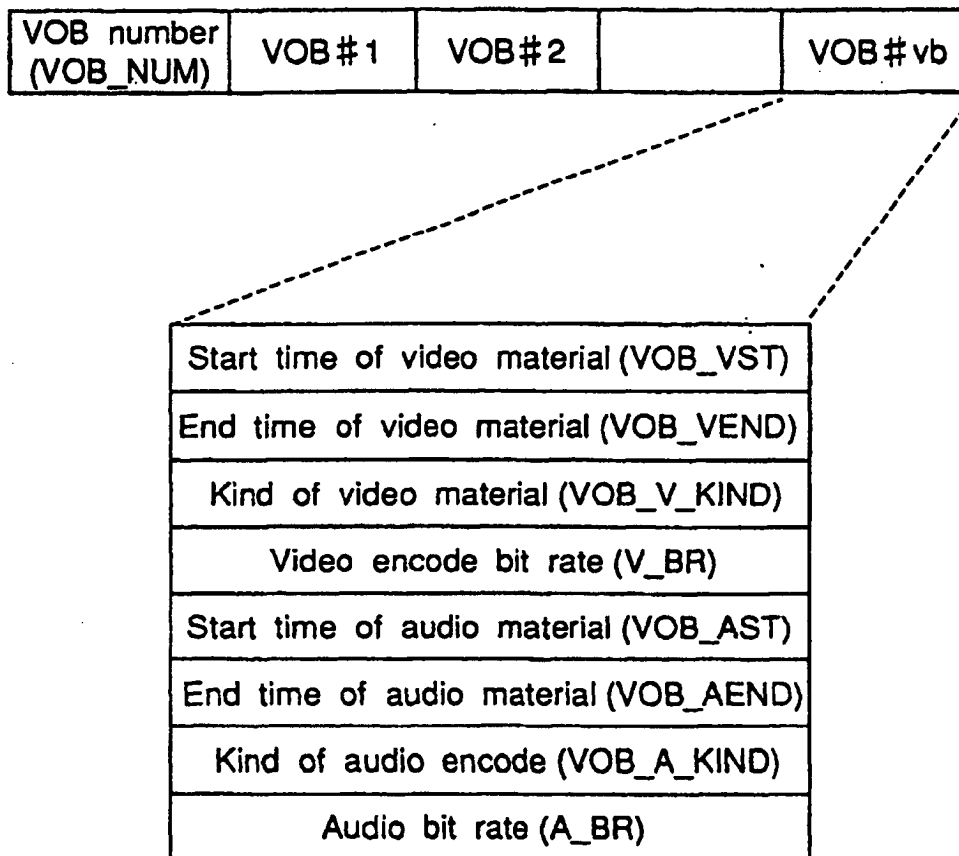 VOB number
(VOB_NUM)
VOB#1
VOB#2
VOB#vb
Start time of video material (VOB_VST)
End time of video material (VOB_VEND)
Kind of video material (VOB_V_KIND)
Video encode bit rate (V_BR)
Start time of audio material (VOB_AST)
End time of audio material (VOB_AEND)
Kind of audio encode (VOB_A_KIND)
Audio bit rate (A_BR)